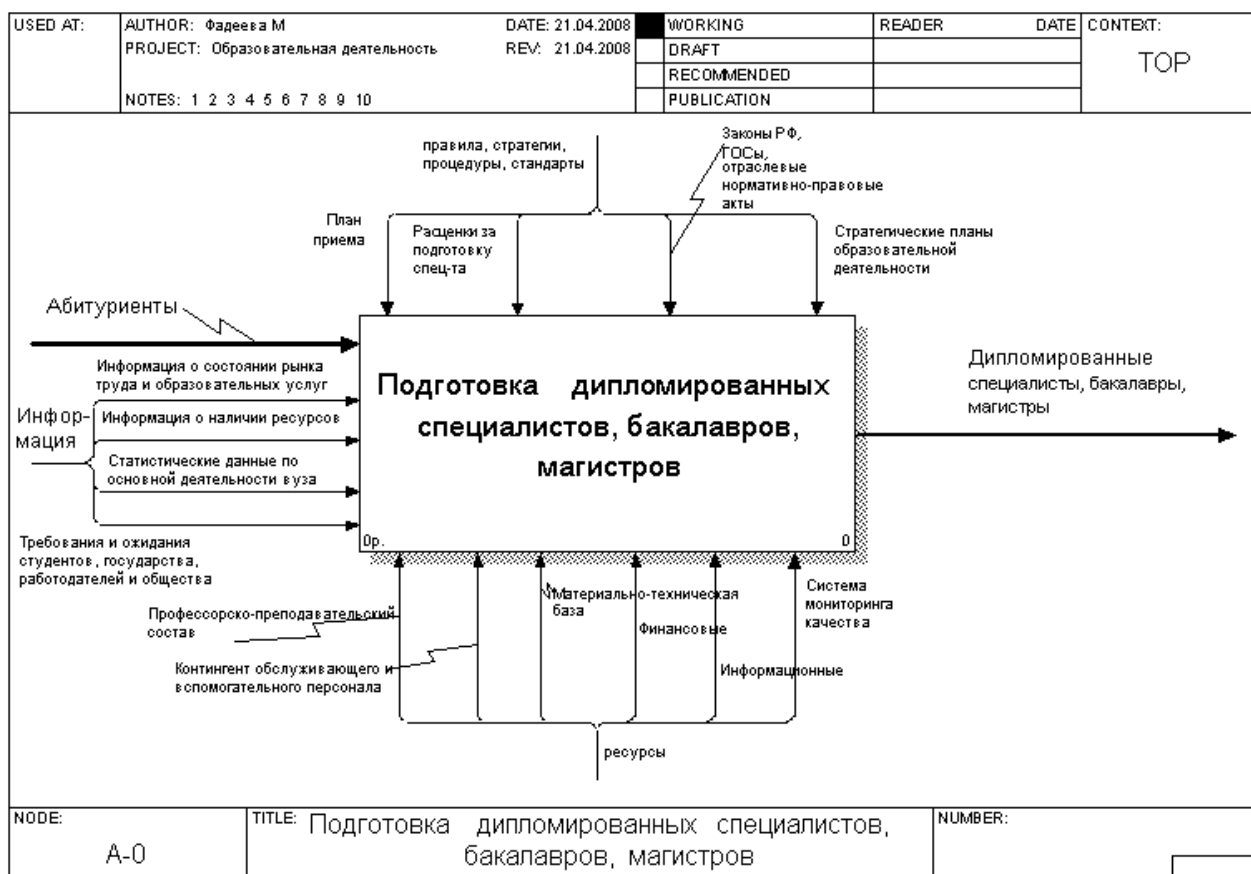 USED AT:
AUTHOR: Фадеева М
DATE: 21.04.2008
PROJECT: Образовательная деятельность
REV: 21.04.2008
NOTES: 1 2 3 4 5 6 7 8 9 10
WORKING
DRAFT
RECOMMENDED
PUBLICATION
READER
DATE
CONTEXT:
TOP
правила, стратегии,
процедуры, стандарты
Законы РФ,
ГОСы,
отраслевые
нормативно-правовые
акты
План
приема
Расценки за
подготовку
спец-та
Стратегические планы
образовательной
деятельности
Абитуриенты
Информация о состоянии рынка
труда и образовательных услуг
Инфор-
мация
Информация о наличии ресурсов
Статистические данные по
основной деятельности вуза
Требования и ожидания
студентов, государства,
работодателей и общества
Подготовка дипломированных
специалистов, бакалавров,
магистров
0р.
0
Дипломированные
специалисты, бакалавры,
магистры
Профессорско-преподавательский
состав
Контингент обслуживающего и
вспомогательного персонала
Материально-техническая
база
Финансовые
Информационные
Система
мониторинга
качества
ресурсы
NODE:
A-0
TITLE: Подготовка дипломированных специалистов,
бакалавров, магистров
NUMBER: